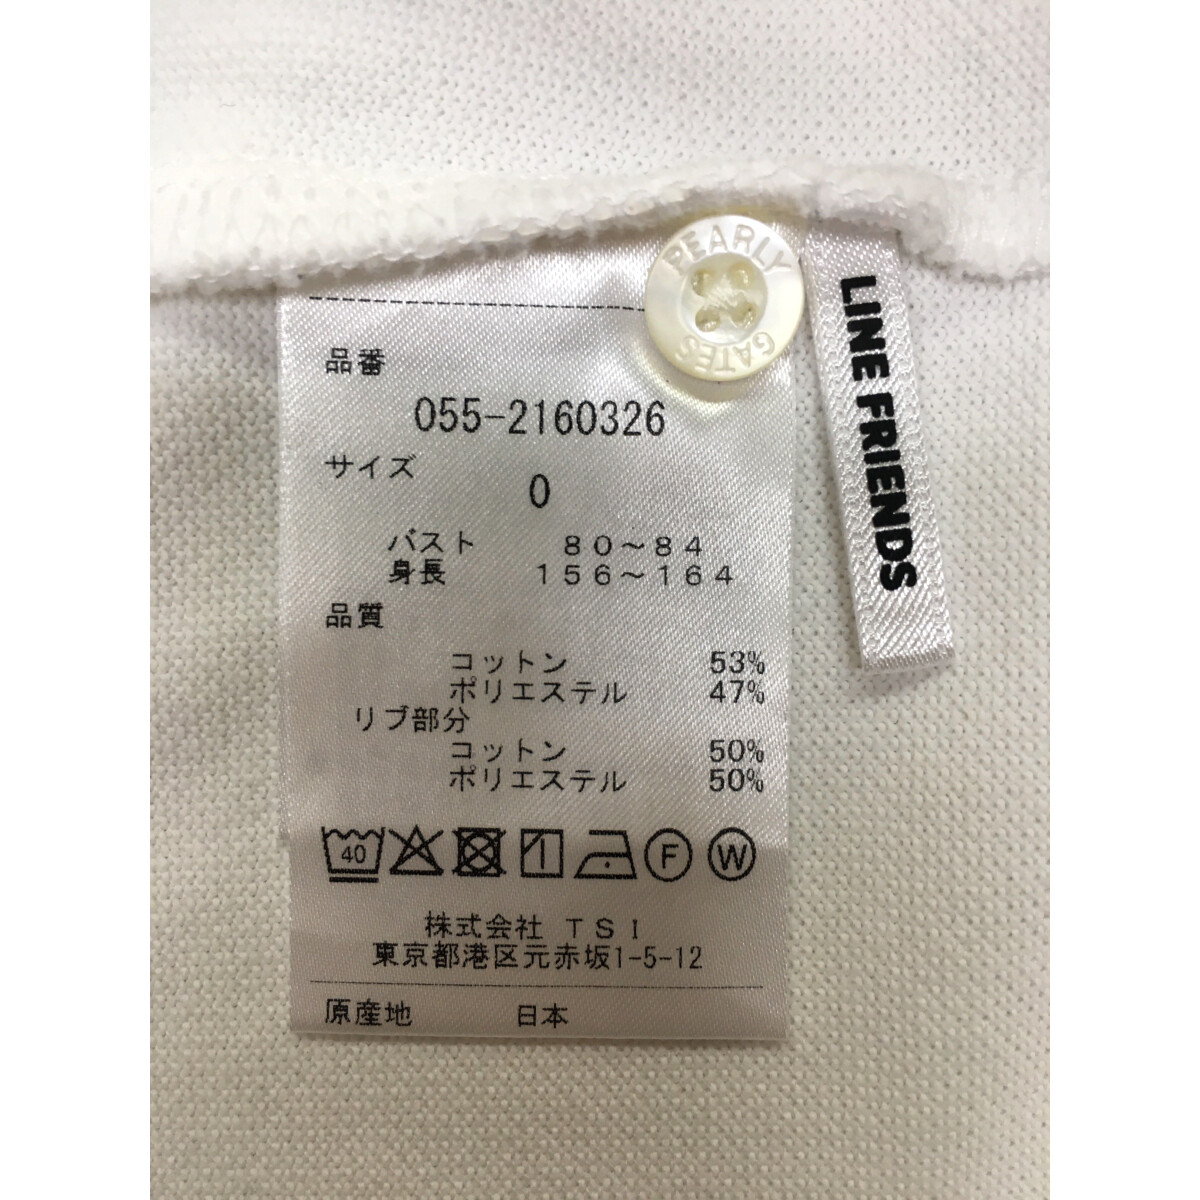 PEARLY
GATES
LINE FRIENDS
品番
055-2160326
サイズ
0
バスト 80～84
身長 156～164
品質
コットン 53%
ポリエステル 47%
リブ部分
コットン 50%
ポリエステル 50%
40 F W
株式会社 TSI
東京都港区元赤坂1-5-12
原産地 日本